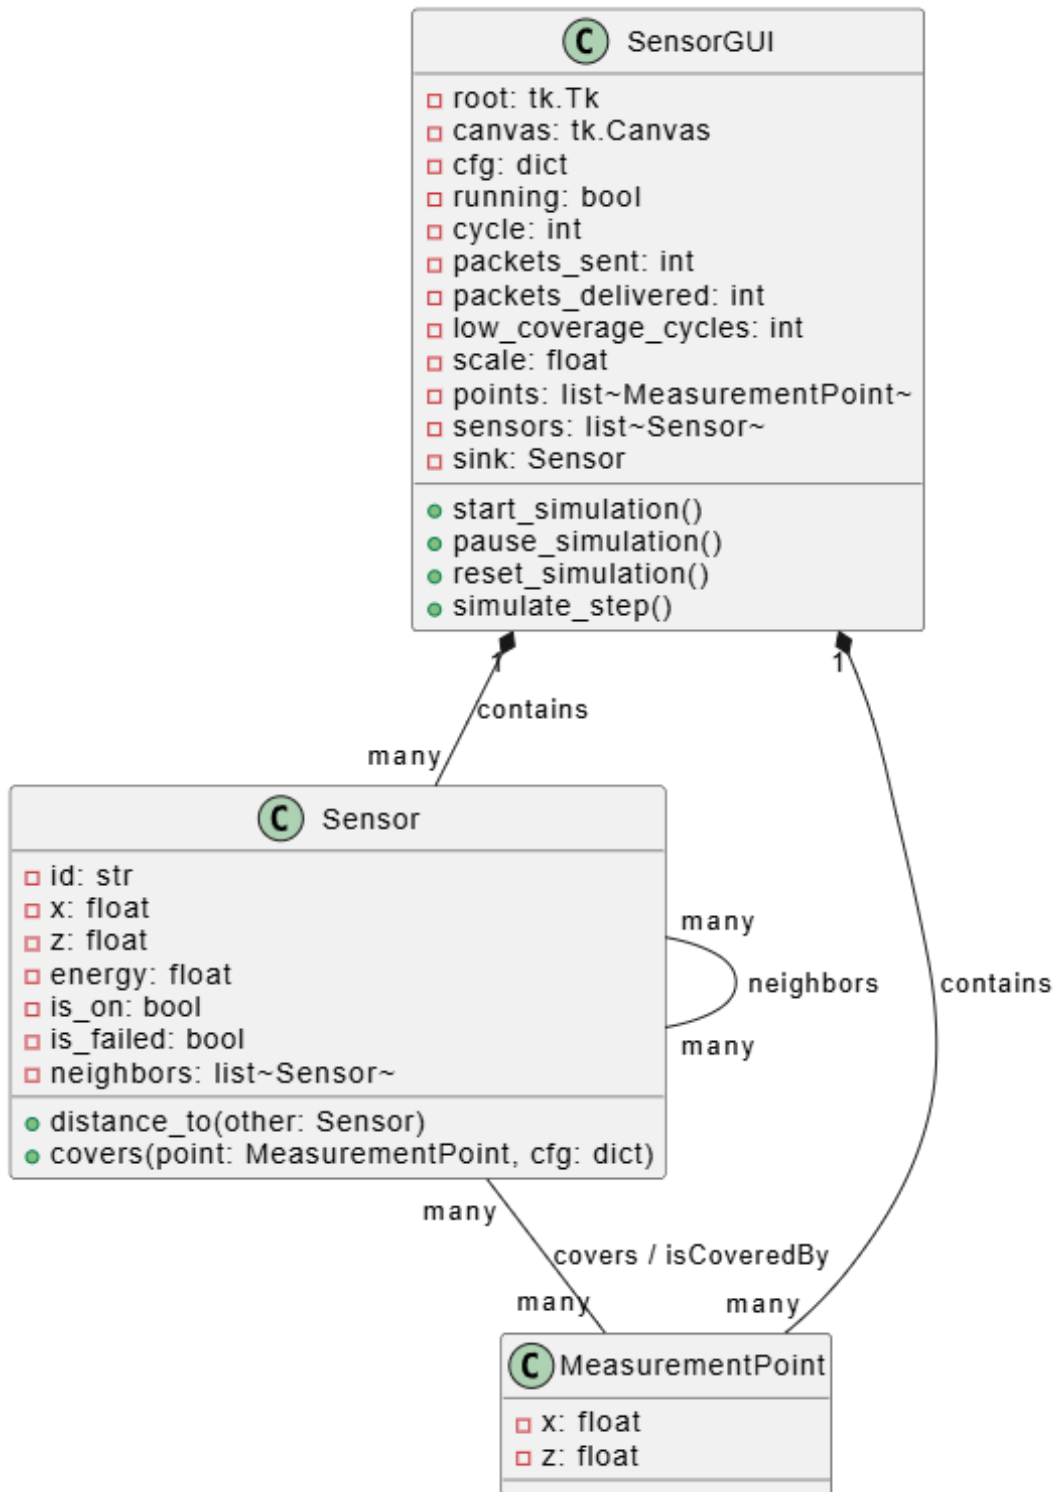 C SensorGUI
root: tk.Tk
canvas: tk.Canvas
cfg: dict
running: bool
cycle: int
packets_sent: int
packets_delivered: int
low_coverage_cycles: int
scale: float
points: list~MeasurementPoint~
sensors: list~Sensor~
sink: Sensor
start_simulation()
pause_simulation()
reset_simulation()
simulate_step()
1
1
contains
many
C Sensor
id: str
x: float
z: float
energy: float
is_on: bool
is_failed: bool
neighbors: list~Sensor~
distance_to(other: Sensor)
covers(point: MeasurementPoint, cfg: dict)
many
neighbors
many
contains
many
covers / isCoveredBy
many
many
C MeasurementPoint
x: float
z: float